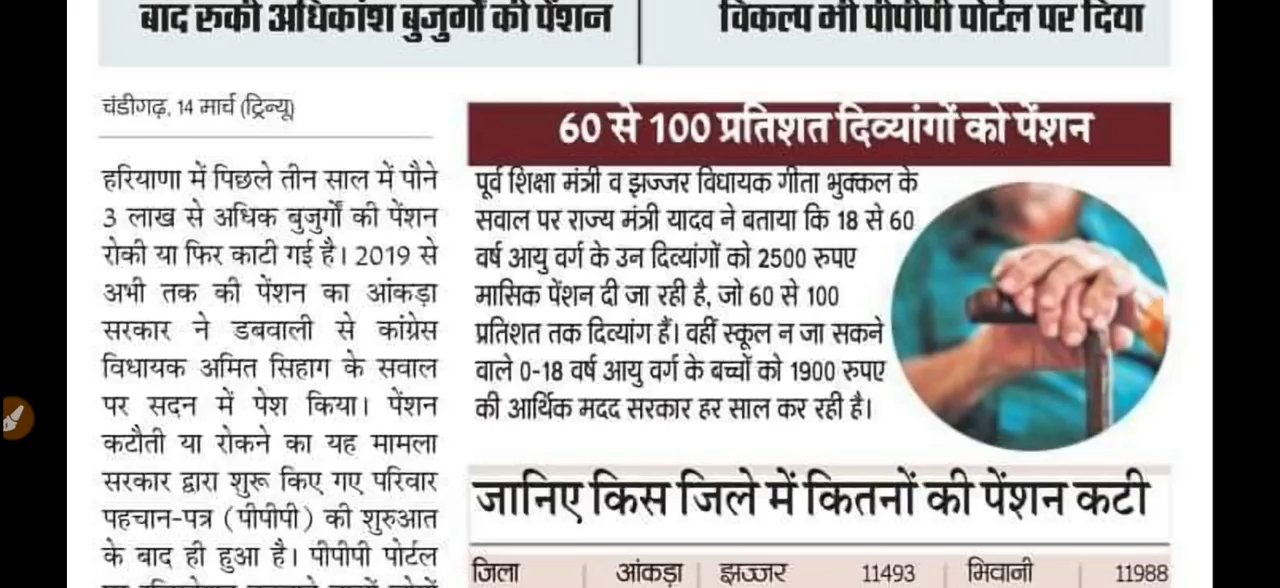 बाद रुकी अधिकांश बुजुर्गों की पेंशन
विकल्प भी पीपीपी पोर्टल पर दिया
चंडीगढ़, 14 मार्च (ट्रिन्यू)
हरियाणा में पिछले तीन साल में पौने
3 लाख से अधिक बुजुर्गों की पेंशन
रोकी या फिर काटी गई है। 2019 से
अभी तक की पेंशन का आंकड़ा
सरकार ने डबवाली से कांग्रेस
विधायक अमित सिहाग के सवाल
पर सदन में पेश किया। पेंशन
कटौती या रोकने का यह मामला
सरकार द्वारा शुरू किए गए परिवार
पहचान-पत्र (पीपीपी) की शुरुआत
के बाद ही हुआ है। पीपीपी पोर्टल
60 से 100 प्रतिशत दिव्यांगों को पेंशन
पूर्व शिक्षा मंत्री व झज्जर विधायक गीता भुक्कल के
सवाल पर राज्य मंत्री यादव ने बताया कि 18 से 60
वर्ष आयु वर्ग के उन दिव्यांगों को 2500 रुपए
मासिक पेंशन दी जा रही है, जो 60 से 100
प्रतिशत तक दिव्यांग हैं। वहीं स्कूल न जा सकने
वाले 0-18 वर्ष आयु वर्ग के बच्चों को 1900 रुपए
की आर्थिक मदद सरकार हर साल कर रही है।
जानिए किस जिले में कितनों की पेंशन कटी
जिला आंकड़ा झज्जर 11493 भिवानी 11988